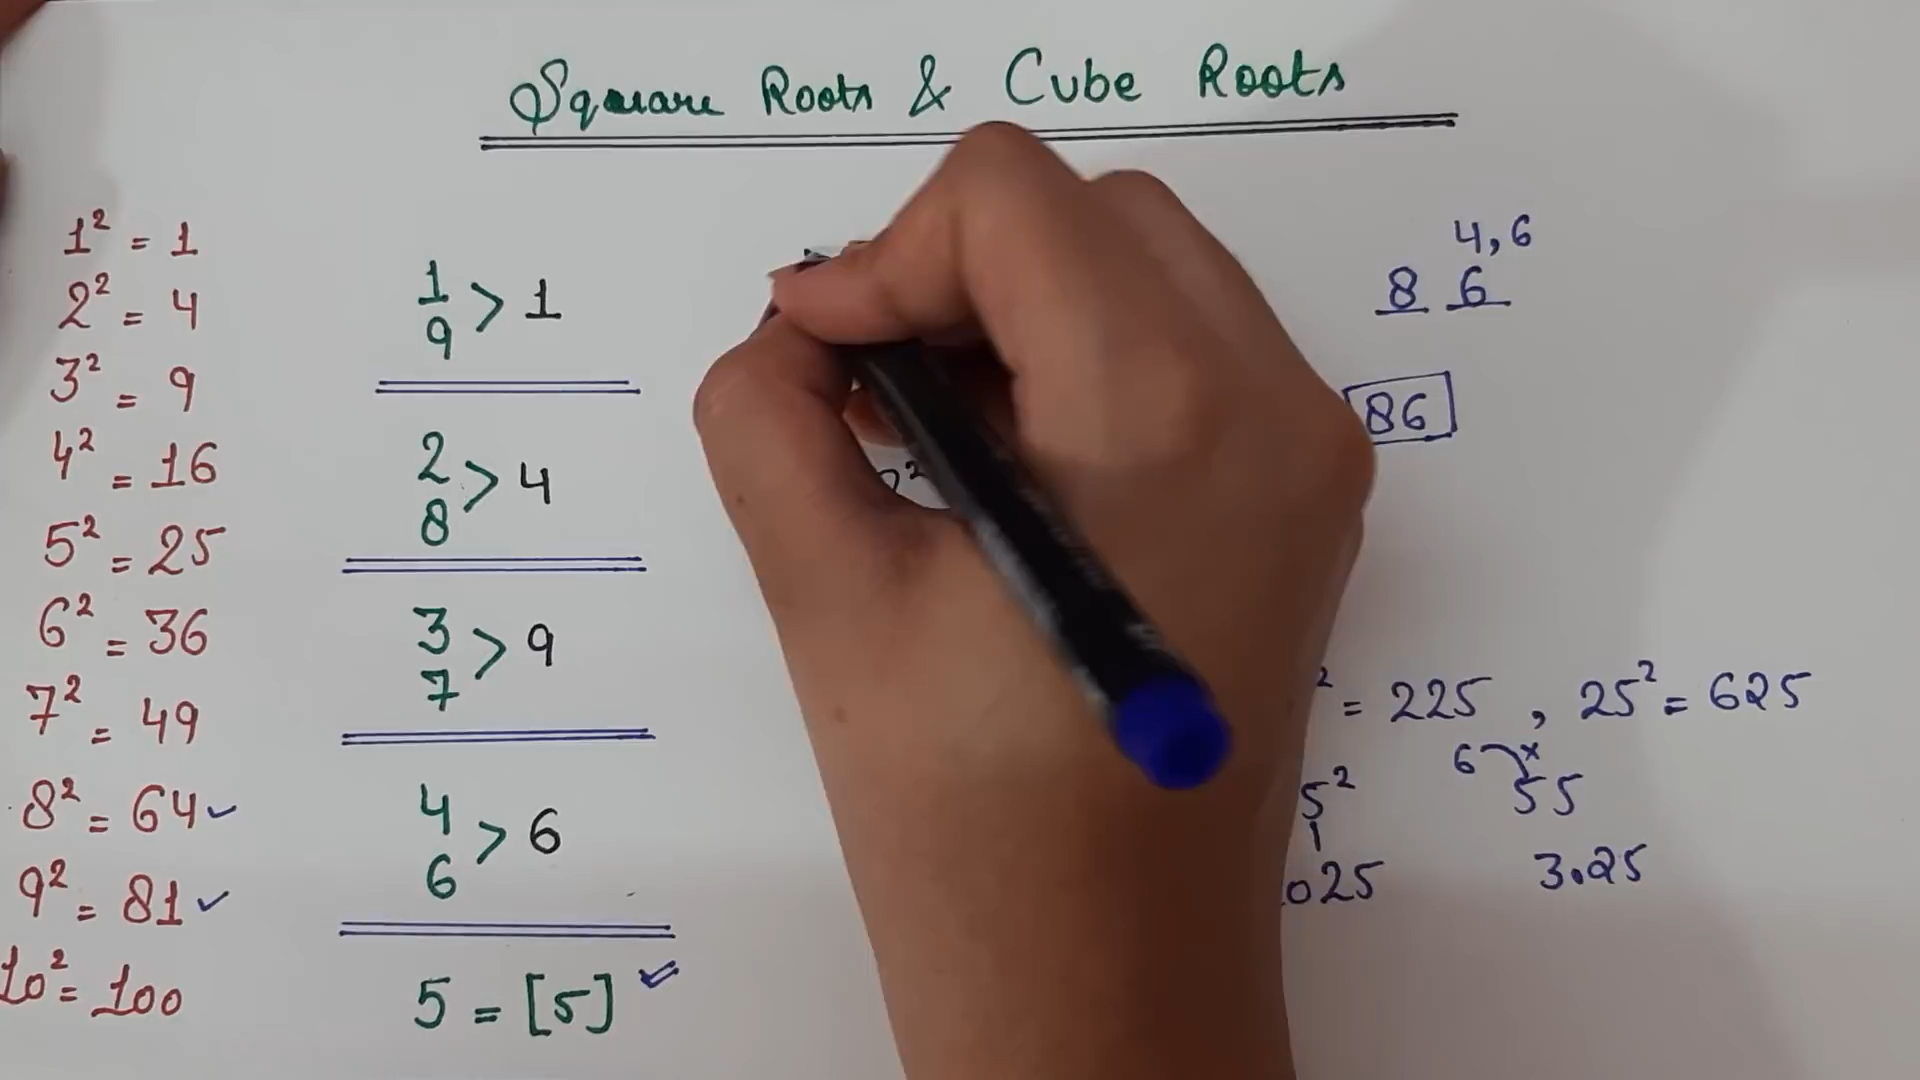 Square Roots & Cube Roots
1² = 1
2² = 4
3² = 9
4² = 16
5² = 25
6² = 36
7² = 49
8² = 64 ✓
9² = 81 ✓
10² = 100
1
9 > 1
2
8 > 4
3
7 > 9
4
6 > 6
5 = [5] ✓
4,6
8 6
86
² = 225 , 25² = 625
5²
025
6 x
55
3.25